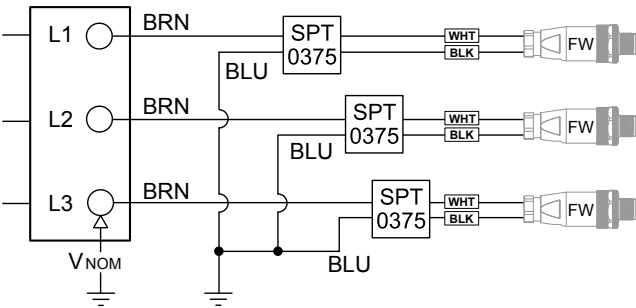 L1 BRN SPT 0375 WHT FW
BLK
BLU
L2 BRN SPT 0375 WHT FW
BLK
BLU
L3 BRN SPT 0375 WHT FW
BLK
BLU
VNOM